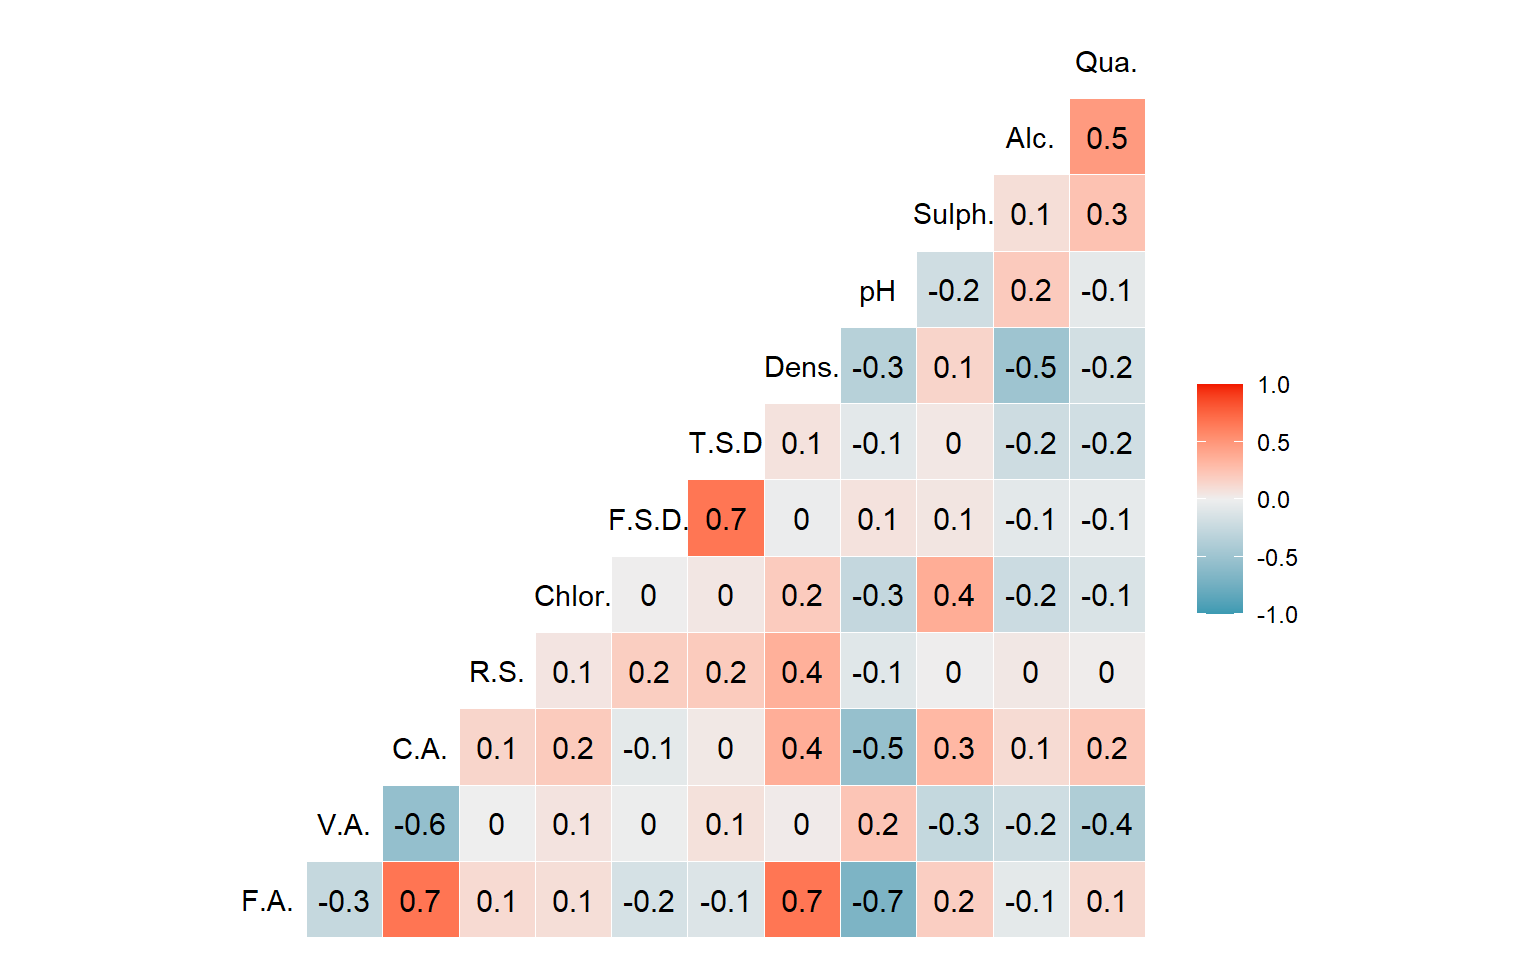 Qua.
Alc. 0.5
Sulph. 0.1 0.3
pH -0.2 0.2 -0.1
Dens. -0.3 0.1 -0.5 -0.2
T.S.D 0.1 -0.1 0 -0.2 -0.2
F.S.D. 0.7 0 0.1 0.1 -0.1 -0.1
Chlor. 0 0 0.2 -0.3 0.4 -0.2 -0.1
R.S. 0.1 0.2 0.2 0.4 -0.1 0 0 0
C.A. 0.1 0.2 -0.1 0 0.4 -0.5 0.3 0.1 0.2
V.A. -0.6 0 0.1 0 0.1 0 0.2 -0.3 -0.2 -0.4
F.A. -0.3 0.7 0.1 0.1 -0.2 -0.1 0.7 -0.7 0.2 -0.1 0.1
1.0
0.5
0.0
-0.5
-1.0